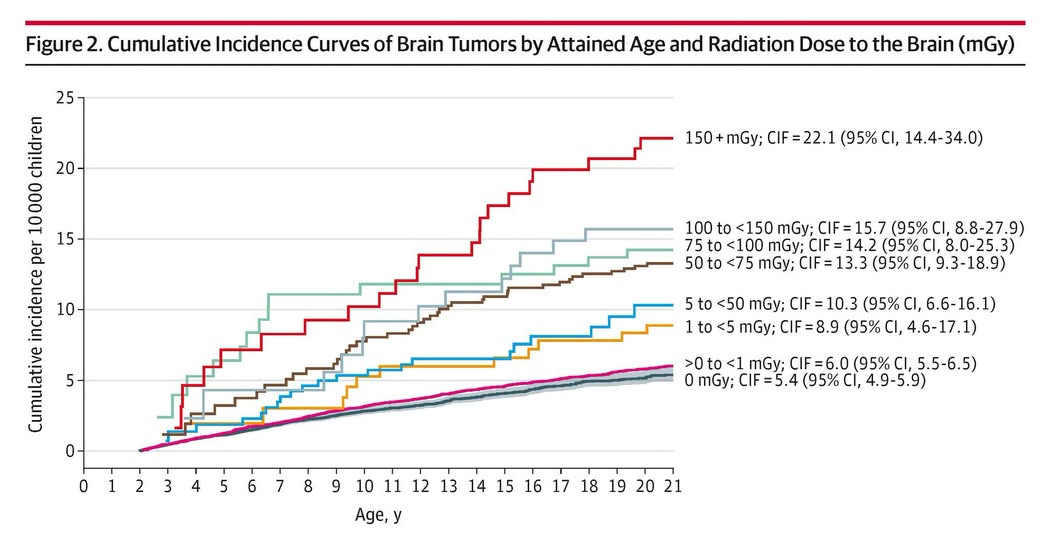 Figure 2. Cumulative Incidence Curves of Brain Tumors by Attained Age and Radiation Dose to the Brain (mGy)
Cumulative incidence per 10 000 children
25
20
15
10
5
0
150+ mGy; CIF = 22.1 (95% CI, 14.4-34.0)
100 to <150 mGy; CIF = 15.7 (95% CI, 8.8-27.9)
75 to <100 mGy; CIF = 14.2 (95% CI, 8.0-25.3)
50 to <75 mGy; CIF = 13.3 (95% CI, 9.3-18.9)
5 to <50 mGy; CIF = 10.3 (95% CI, 6.6-16.1)
1 to <5 mGy; CIF = 8.9 (95% CI, 4.6-17.1)
>0 to <1 mGy; CIF = 6.0 (95% CI, 5.5-6.5)
0 mGy; CIF = 5.4 (95% CI, 4.9-5.9)
0 1 2 3 4 5 6 7 8 9 10 11 12 13 14 15 16 17 18 19 20 21
Age, y